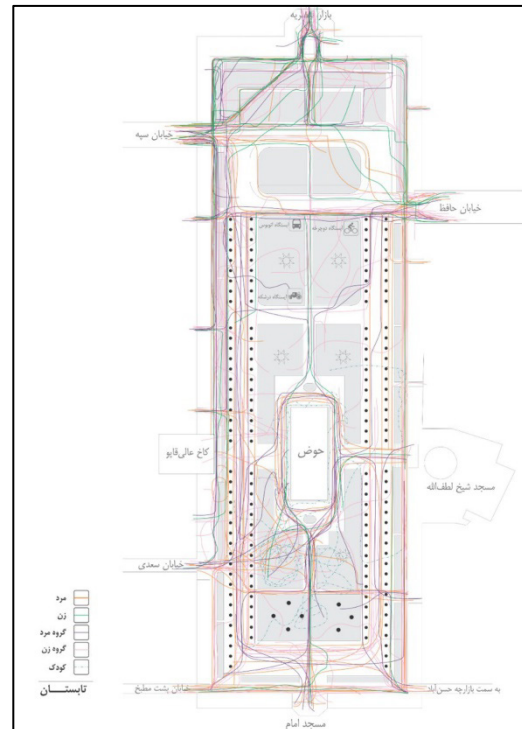 بازار قیصریه
خیابان سپه
خیابان حافظ
ایستگاه اتوبوس
ایستگاه دوچرخه
ایستگاه درشکه
کاخ عالی‌قاپو
حوض
مسجد شیخ لطف‌الله
خیابان سعدی
مرد
زن
گروه مرد
گروه زن
کودک
تابستــــان
خیابان پشت مطبخ
به سمت بازارچه حسن‌آباد
مسجد امام